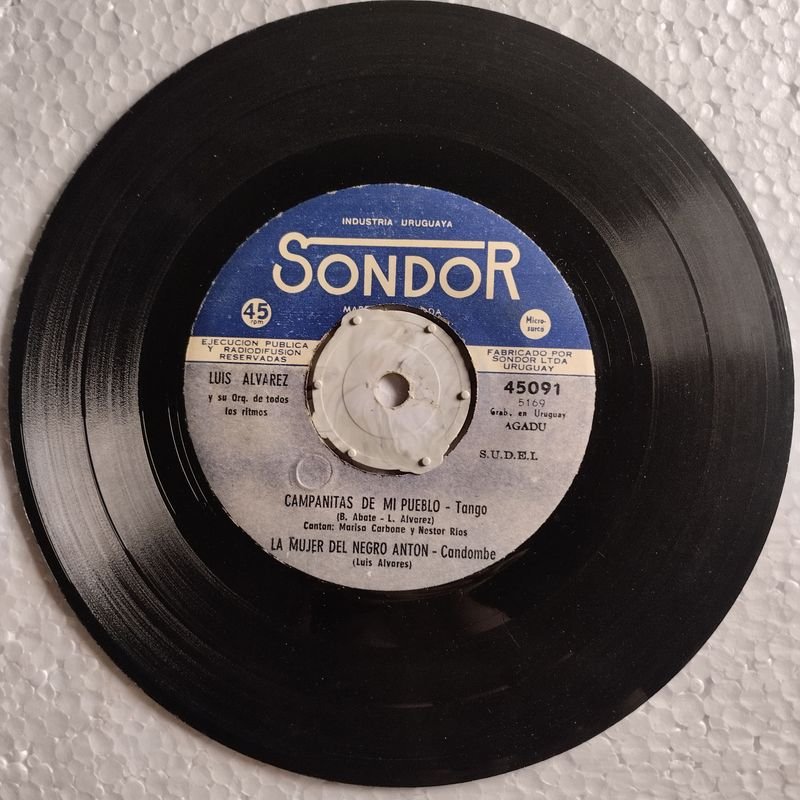 INDUSTRIA URUGUAYA
SONDOR
45
rpm
Micro-
surco
EJECUCION PUBLICA
Y RADIODIFUSION
RESERVADAS
FABRICADO POR
SONDOR LTDA
URUGUAY
LUIS ALVAREZ
y su Orq. de todos
los ritmos
45091
5169
Grab. en Uruguay
AGADU
S.U.D.E.I.
CAMPANITAS DE MI PUEBLO - Tango
(B. Abate - L. Alvarez)
Cantan: Marisa Carbone y Nestor Rios
LA MUJER DEL NEGRO ANTON - Candombe
(Luis Alvares)